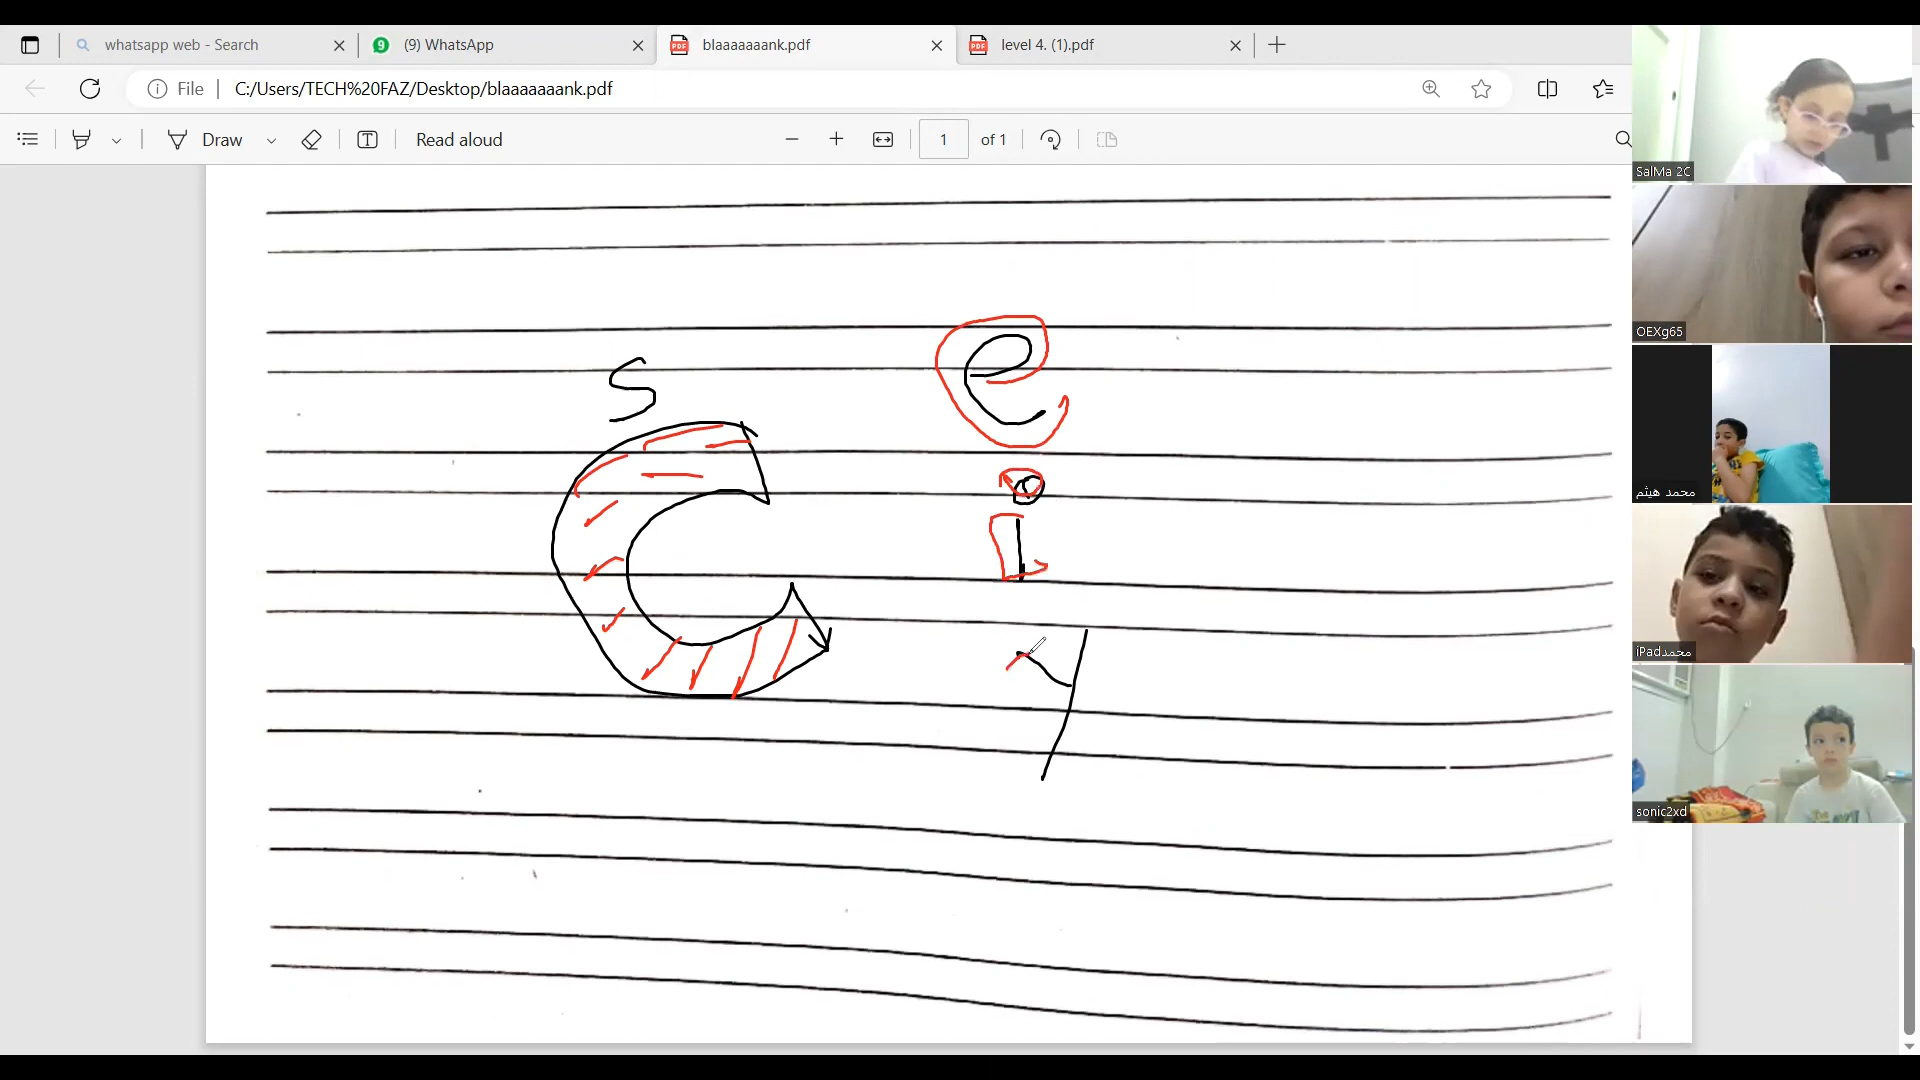 whatsapp web - Search
(9) WhatsApp
blaaaaaaank.pdf
level 4. (1).pdf
File
C:/Users/TECH%20FAZ/Desktop/blaaaaaaank.pdf
Draw
Read aloud
1 of 1
s
e
C
i
y
SalMa 2C
OEXg65
محمد هيثم
iPadمحمد
sonic2xd